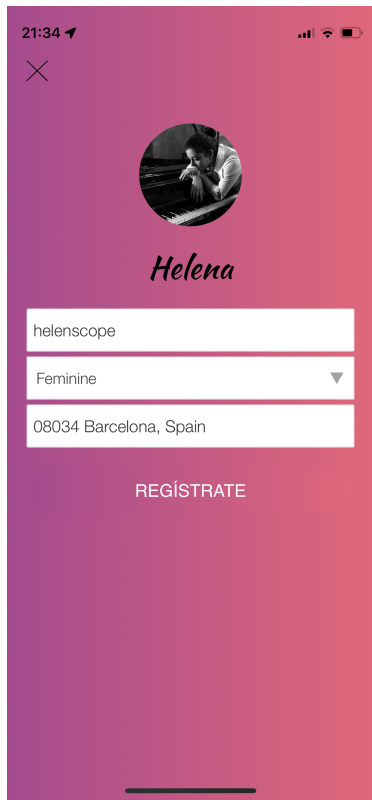 21:34
Helena
helenscope
Feminine
08034 Barcelona, Spain
REGÍSTRATE